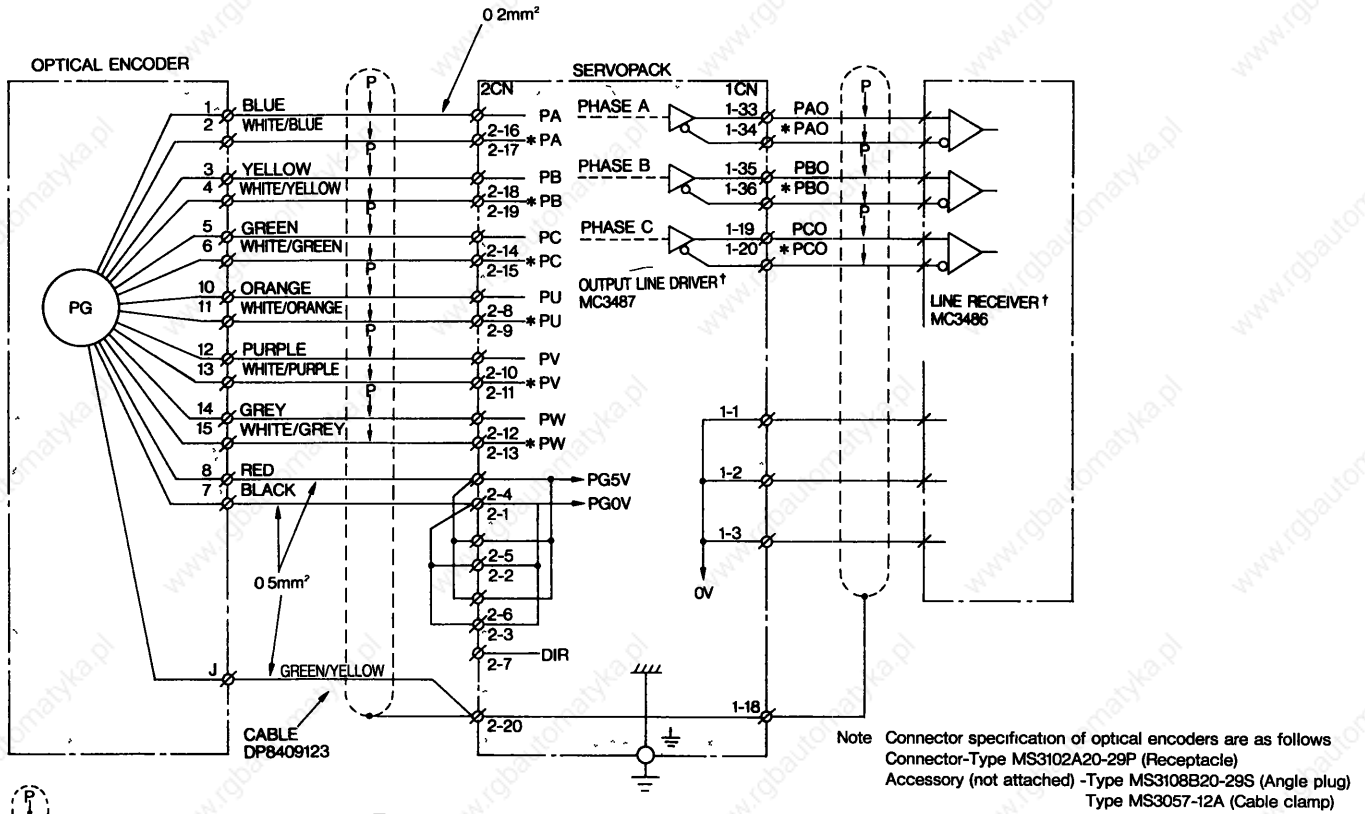 0 2mm²
OPTICAL ENCODER
SERVOPACK
P
2CN
1CN
P
1 BLUE
PA
PHASE A
1-33 PAO
2 WHITE/BLUE
2-16
*PA
1-34 *PAO
2-17
P
P
3 YELLOW
PB
PHASE B
1-35 PBO
4 WHITE/YELLOW
2-18
*PB
1-36 *PBO
2-19
P
P
5 GREEN
PC
PHASE C
1-19 PCO
6 WHITE/GREEN
2-14
*PC
1-20 *PCO
2-15
P
10 ORANGE
PU
OUTPUT LINE DRIVER†
MC3487
PG
11 WHITE/ORANGE
2-8
*PU
2-9
LINE RECEIVER†
MC3486
P
12 PURPLE
PV
13 WHITE/PURPLE
2-10
*PV
2-11
P
14 GREY
PW
1-1
15 WHITE/GREY
2-12
*PW
2-13
8 RED
PG5V
1-2
7 BLACK
2-4
PG0V
2-1
1-3
2-5
2-2
0 5mm²
0V
2-6
2-3
DIR
2-7
J GREEN/YELLOW
1-18
2-20
CABLE
DP8409123
Note Connector specification of optical encoders are as follows
Connector-Type MS3102A20-29P (Receptacle)
Accessory (not attached) -Type MS3108B20-29S (Angle plug)
Type MS3057-12A (Cable clamp)
P
www.rgbautomatyka.pl